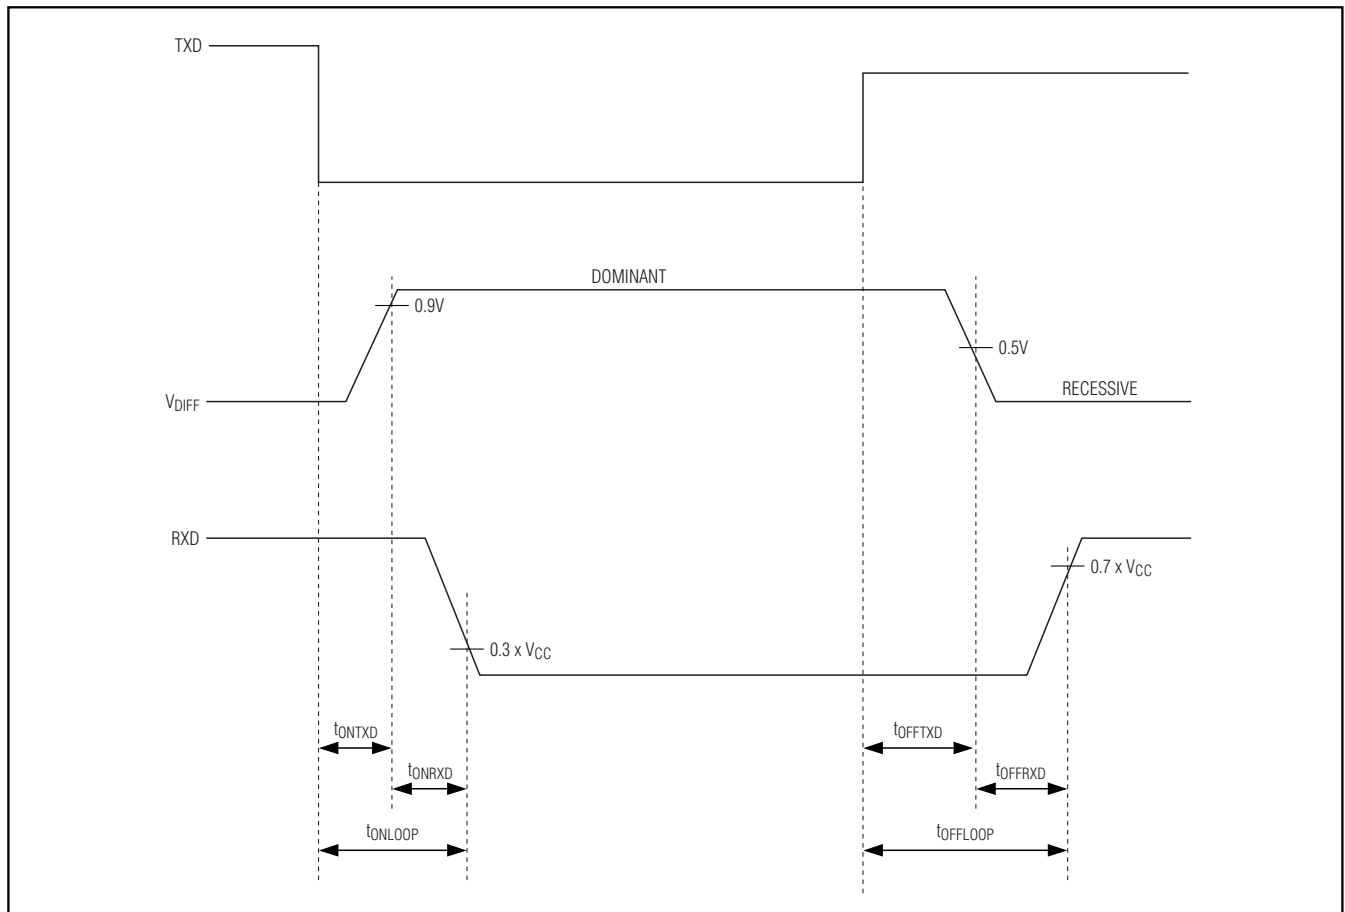 TXD
DOMINANT
0.9V
0.5V
VDIFF
RECESSIVE
RXD
0.7 x VCC
0.3 x VCC
tONTXD
tOFFTXD
tONRXD
tOFFRXD
tONLOOP
tOFFLOOP